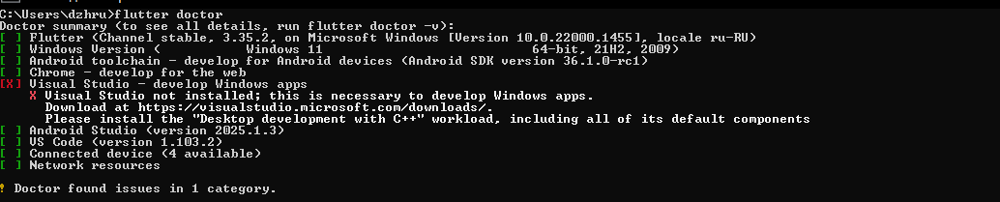 C:\Users\dzhru>flutter doctor
Doctor summary (to see all details, run flutter doctor -v):
[ ] Flutter (Channel stable, 3.35.2, on Microsoft Windows [Version 10.0.22000.1455], locale ru-RU)
[ ] Windows Version (            Windows 11                              64-bit, 21H2, 2009)
[ ] Android toolchain - develop for Android devices (Android SDK version 36.1.0-rc1)
[ ] Chrome - develop for the web
[X] Visual Studio - develop Windows apps
    X Visual Studio not installed; this is necessary to develop Windows apps.
      Download at https://visualstudio.microsoft.com/downloads/.
      Please install the "Desktop development with C++" workload, including all of its default components
[ ] Android Studio (version 2025.1.3)
[ ] VS Code (version 1.103.2)
[ ] Connected device (4 available)
[ ] Network resources
! Doctor found issues in 1 category.